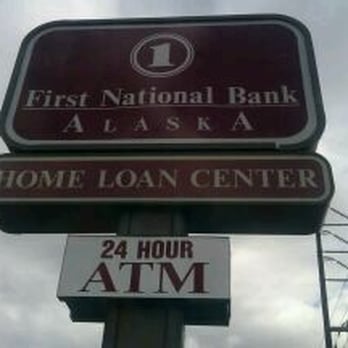 1
First National Bank
ALASKA
HOME LOAN CENTER
24 HOUR
ATM